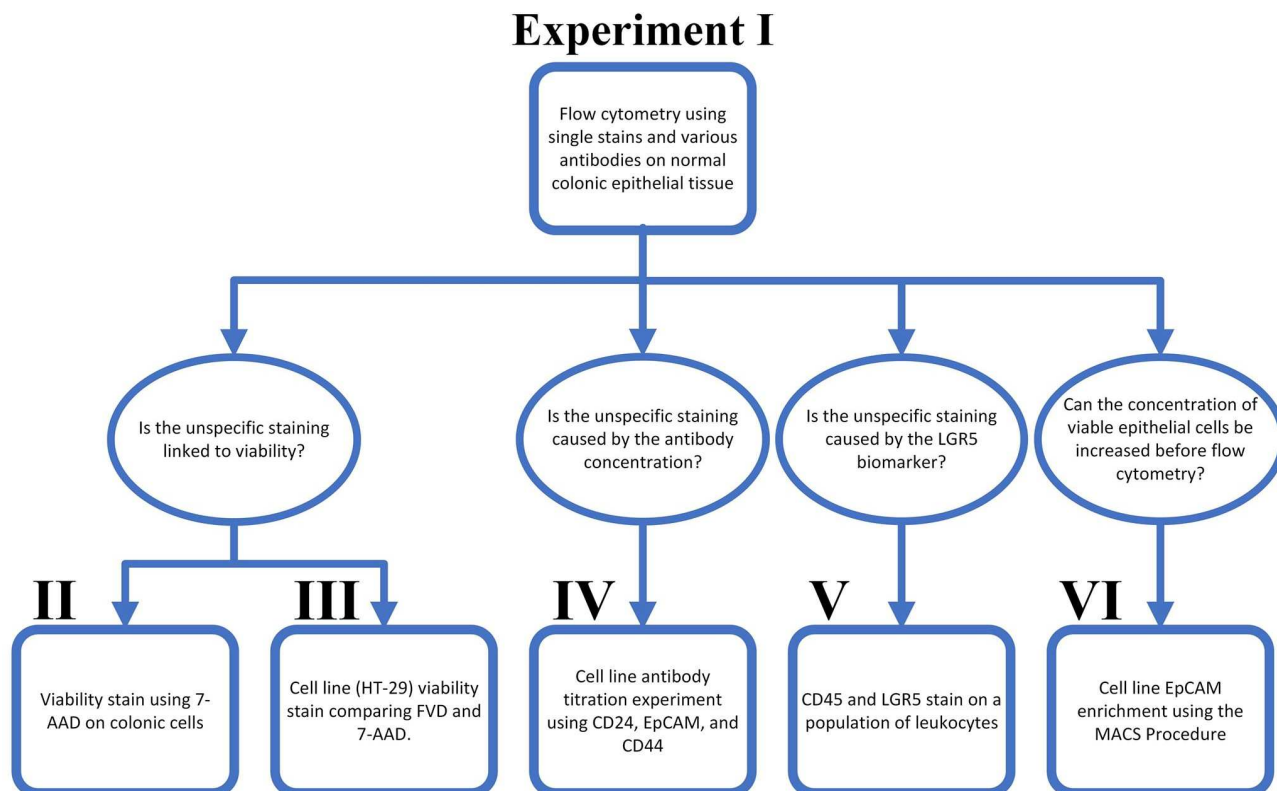 Experiment I
Flow cytometry using
single stains and various
antibodies on normal
colonic epithelial tissue
Is the unspecific staining
linked to viability?
Is the unspecific staining
caused by the antibody
concentration?
Is the unspecific staining
caused by the LGR5
biomarker?
Can the concentration of
viable epithelial cells be
increased before flow
cytometry?
II
Viability stain using 7-
AAD on colonic cells
III
Cell line (HT-29) viability
stain comparing FVD and
7-AAD.
IV
Cell line antibody
titration experiment
using CD24, EpCAM, and
CD44
V
CD45 and LGR5 stain on a
population of leukocytes
VI
Cell line EpCAM
enrichment using the
MACS Procedure